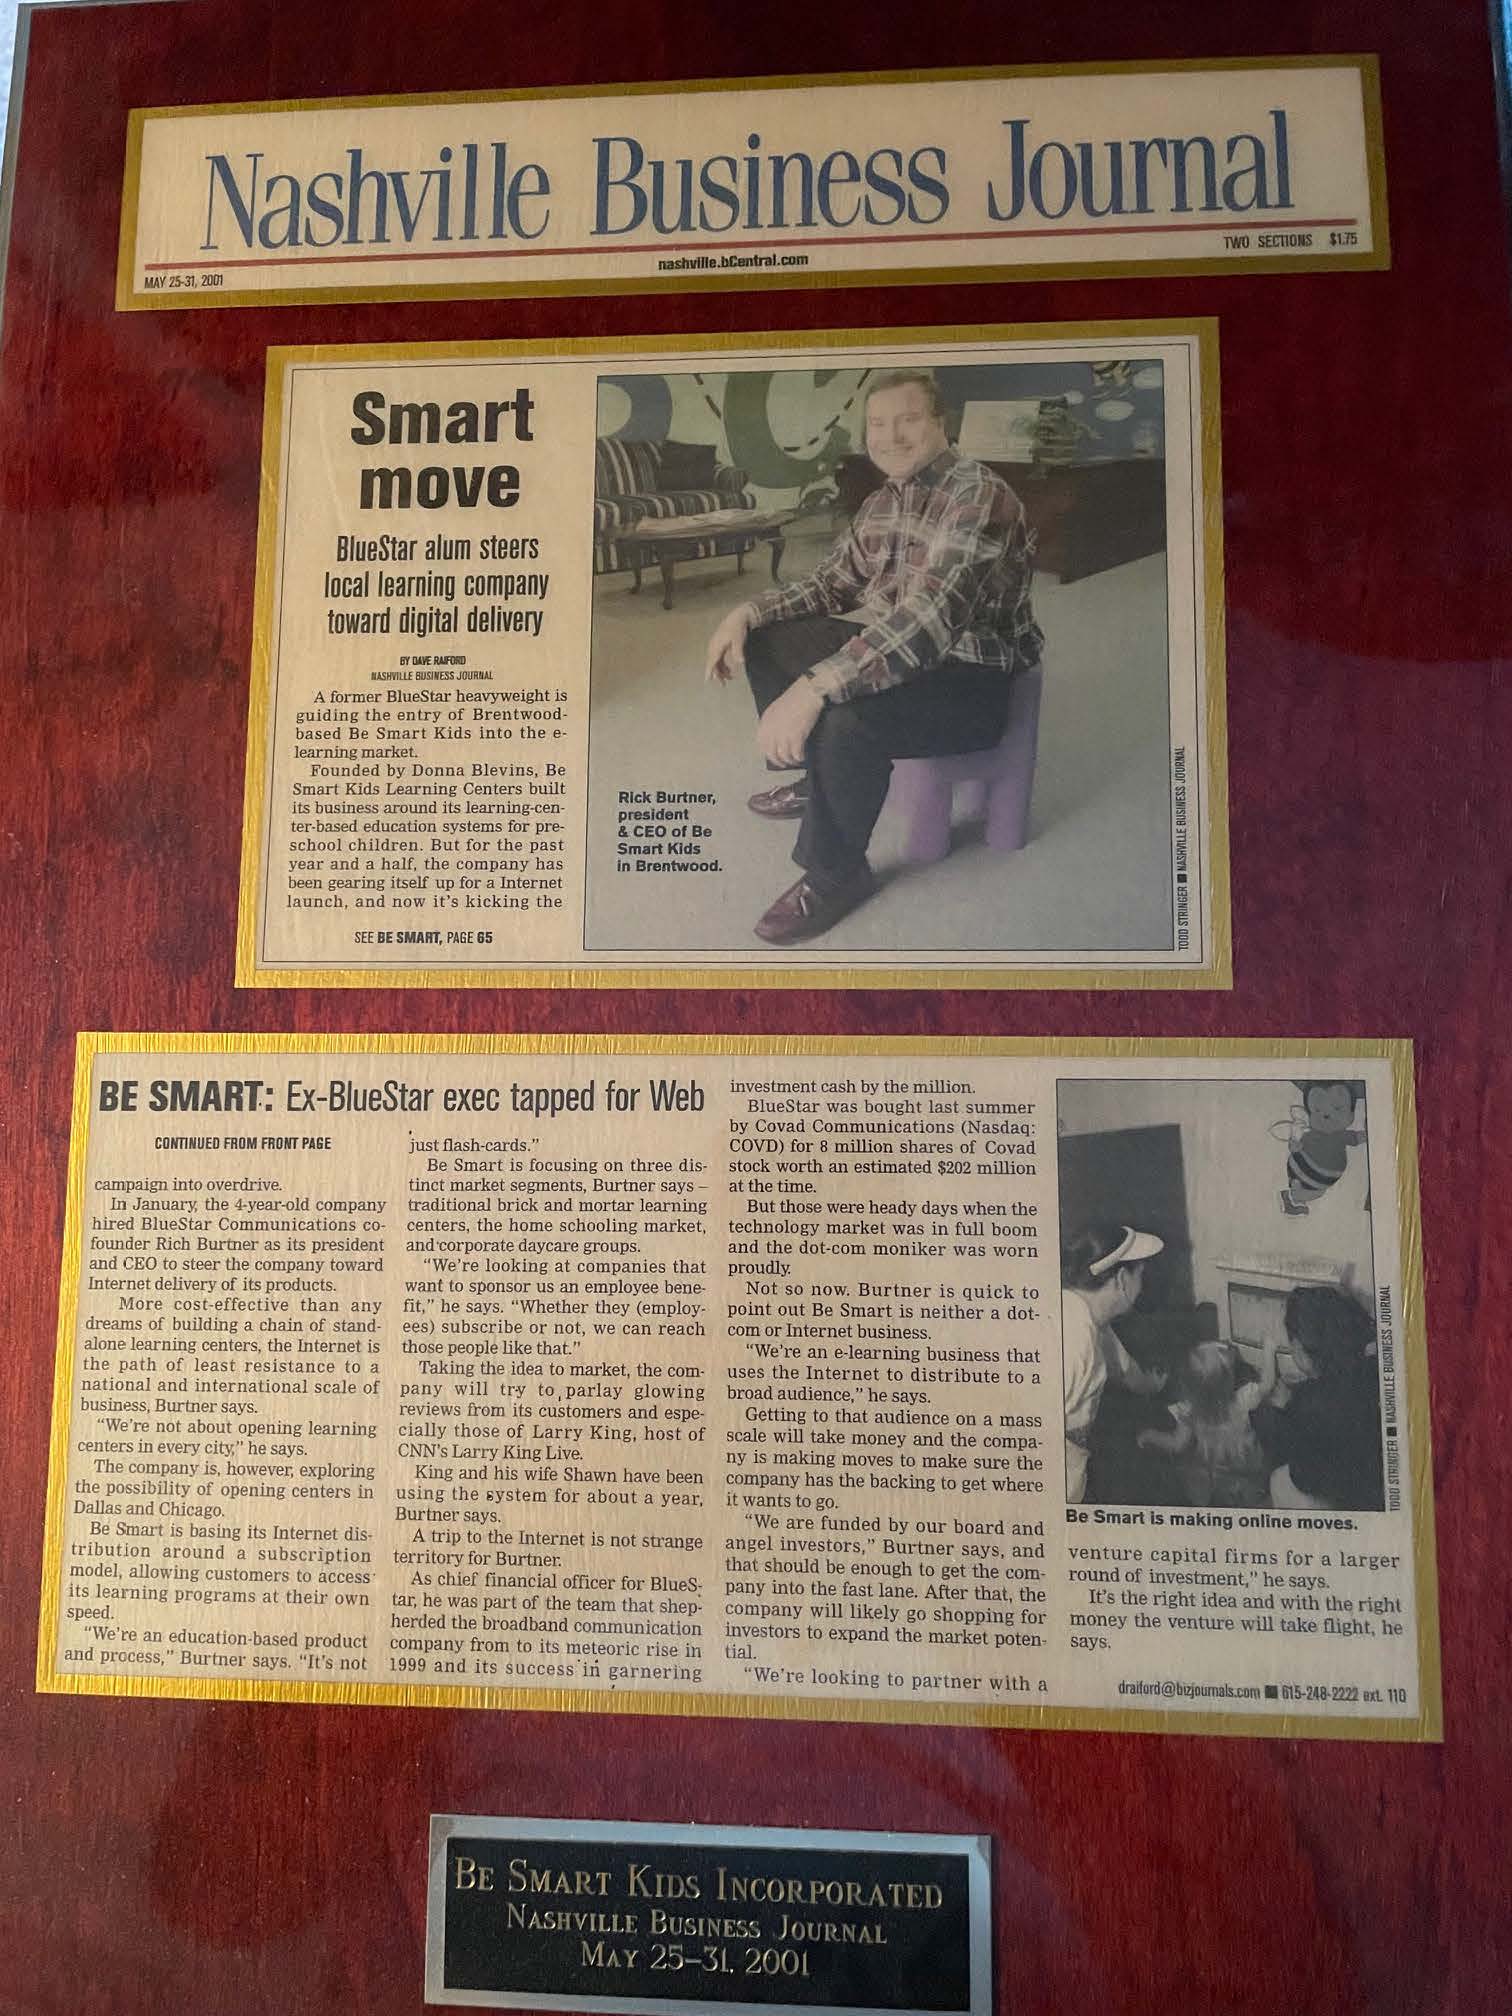 Nashville Business Journal
MAY 25-31, 2001
nashville.bCentral.com
TWO SECTIONS $1.75
Smart
move
BlueStar alum steers
local learning company
toward digital delivery
BY DAVE RAIFORD
NASHVILLE BUSINESS JOURNAL
A former BlueStar heavyweight is
guiding the entry of Brentwood-
based Be Smart Kids into the e-
learning market.
Founded by Donna Blevins, Be
Smart Kids Learning Centers built
its business around its learning-cen-
ter-based education systems for pre-
school children. But for the past
year and a half, the company has
been gearing itself up for a Internet
launch, and now it's kicking the
SEE BE SMART, PAGE 65
Rick Burtner,
president
& CEO of Be
Smart Kids
in Brentwood.
TODD STRINGER ■ NASHVILLE BUSINESS JOURNAL
BE SMART: Ex-BlueStar exec tapped for Web
CONTINUED FROM FRONT PAGE
campaign into overdrive.
In January, the 4-year-old company
hired BlueStar Communications co-
founder Rich Burtner as its president
and CEO to steer the company toward
Internet delivery of its products.
More cost-effective than any
dreams of building a chain of stand-
alone learning centers, the Internet is
the path of least resistance to a
national and international scale of
business, Burtner says.
"We're not about opening learning
centers in every city," he says.
The company is, however, exploring
the possibility of opening centers in
Dallas and Chicago.
Be Smart is basing its Internet dis-
tribution around a subscription
model, allowing customers to access
its learning programs at their own
speed.
"We're an education-based product
and process," Burtner says. "It's not
just flash-cards."
Be Smart is focusing on three dis-
tinct market segments, Burtner says –
traditional brick and mortar learning
centers, the home schooling market,
and corporate daycare groups.
"We're looking at companies that
want to sponsor us an employee bene-
fit," he says. "Whether they (employ-
ees) subscribe or not, we can reach
those people like that."
Taking the idea to market, the com-
pany will try to parlay glowing
reviews from its customers and espe-
cially those of Larry King, host of
CNN's Larry King Live.
King and his wife Shawn have been
using the system for about a year,
Burtner says.
A trip to the Internet is not strange
territory for Burtner.
As chief financial officer for BlueS-
tar, he was part of the team that shep-
herded the broadband communication
company from to its meteoric rise in
1999 and its success in garnering
investment cash by the million.
BlueStar was bought last summer
by Covad Communications (Nasdaq:
COVD) for 8 million shares of Covad
stock worth an estimated $202 million
at the time.
But those were heady days when the
technology market was in full boom
and the dot-com moniker was worn
proudly.
Not so now. Burtner is quick to
point out Be Smart is neither a dot-
com or Internet business.
"We're an e-learning business that
uses the Internet to distribute to a
broad audience," he says.
Getting to that audience on a mass
scale will take money and the compa-
ny is making moves to make sure the
company has the backing to get where
it wants to go.
"We are funded by our board and
angel investors," Burtner says, and
that should be enough to get the com-
pany into the fast lane. After that, the
company will likely go shopping for
investors to expand the market poten-
tial.
"We're looking to partner with a
TODD STRINGER ■ NASHVILLE BUSINESS JOURNAL
Be Smart is making online moves.
venture capital firms for a larger
round of investment," he says.
It's the right idea and with the right
money the venture will take flight, he
says.
draiford@bizjournals.com ■ 615-248-2222 ext. 110
BE SMART KIDS INCORPORATED
NASHVILLE BUSINESS JOURNAL
MAY 25–31, 2001